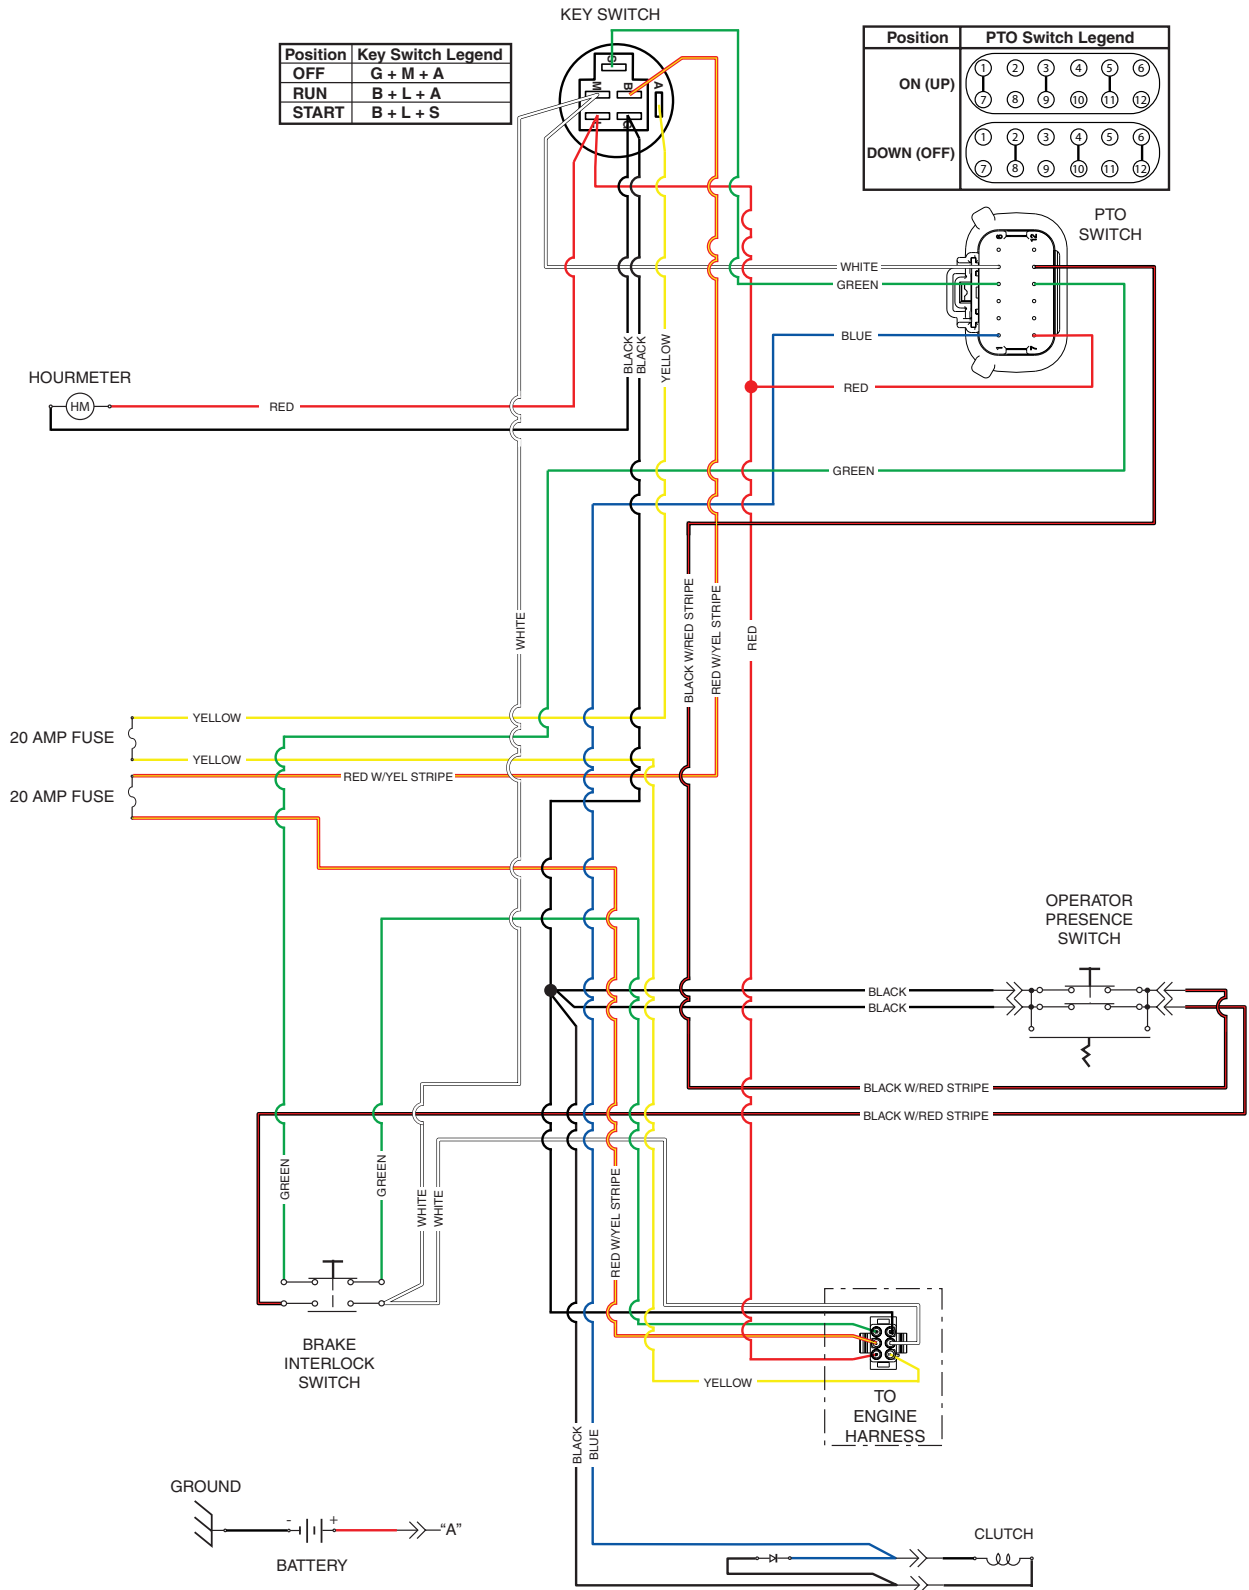 KEY SWITCH
Position Key Switch Legend
OFF G + M + A
RUN B + L + A
START B + L + S
Position PTO Switch Legend
ON (UP)
1 2 3 4 5 6
7 8 9 10 11 12
DOWN (OFF)
1 2 3 4 5 6
7 8 9 10 11 12
S
M B A
L G
PTO
SWITCH
6 12
1 7
WHITE
GREEN
BLUE
RED
GREEN
BLACK
BLACK
YELLOW
HOURMETER
HM
RED
WHITE
BLACK W/RED STRIPE
RED W/YEL STRIPE
RED
20 AMP FUSE
YELLOW
YELLOW
20 AMP FUSE
RED W/YEL STRIPE
OPERATOR
PRESENCE
SWITCH
BLACK
BLACK
BLACK W/RED STRIPE
BLACK W/RED STRIPE
GREEN
GREEN
WHITE
WHITE
RED W/YEL STRIPE
BRAKE
INTERLOCK
SWITCH
YELLOW
TO
ENGINE
HARNESS
BLACK
BLUE
GROUND
- +
"A"
BATTERY
CLUTCH